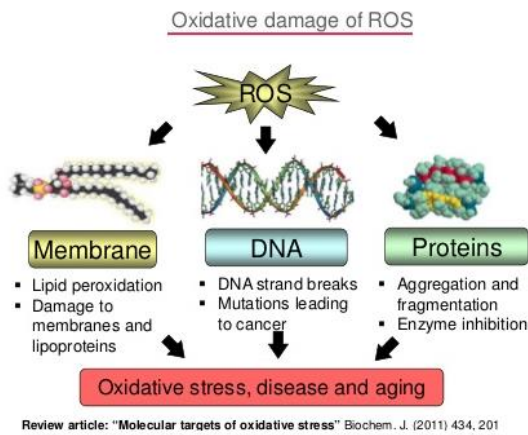 Oxidative damage of ROS
ROS
Membrane
▪ Lipid peroxidation
▪ Damage to
membranes and
lipoproteins
DNA
▪ DNA strand breaks
▪ Mutations leading
to cancer
Proteins
▪ Aggregation and
fragmentation
▪ Enzyme inhibition
Oxidative stress, disease and aging
Review article: “Molecular targets of oxidative stress” Biochem. J. (2011) 434, 201